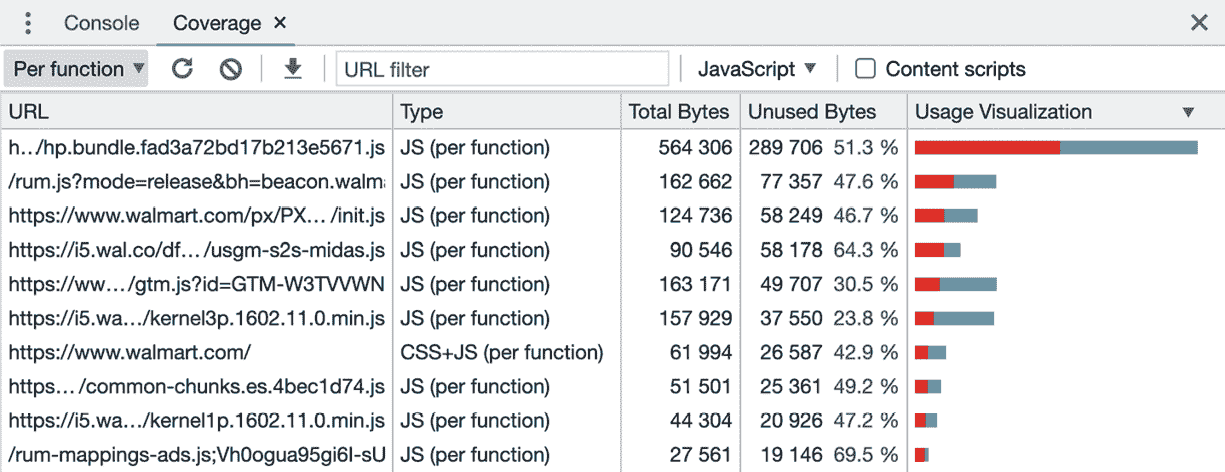 Console Coverage ×
Per function ▼ URL filter JavaScript ▼ Content scripts
URL Type Total Bytes Unused Bytes Usage Visualization ▼
h…/hp.bundle.fad3a72bd17b213e5671.js JS (per function) 564 306 289 706 51.3 %
/rum.js?mode=release&bh=beacon.walma JS (per function) 162 662 77 357 47.6 %
https://www.walmart.com/px/PX… /init.js JS (per function) 124 736 58 249 46.7 %
https://i5.wal.co/df… /usgm-s2s-midas.js JS (per function) 90 546 58 178 64.3 %
https://ww… /gtm.js?id=GTM-W3TVVWN JS (per function) 163 171 49 707 30.5 %
https://i5.wa…/kernel3p.1602.11.0.min.js JS (per function) 157 929 37 550 23.8 %
https://www.walmart.com/ CSS+JS (per function) 61 994 26 587 42.9 %
https… /common-chunks.es.4bec1d74.js JS (per function) 51 501 25 361 49.2 %
https://i5.wa…/kernel1p.1602.11.0.min.js JS (per function) 44 304 20 926 47.2 %
/rum-mappings-ads.js;Vh0ogua95gi6I-sU JS (per function) 27 561 19 146 69.5 %